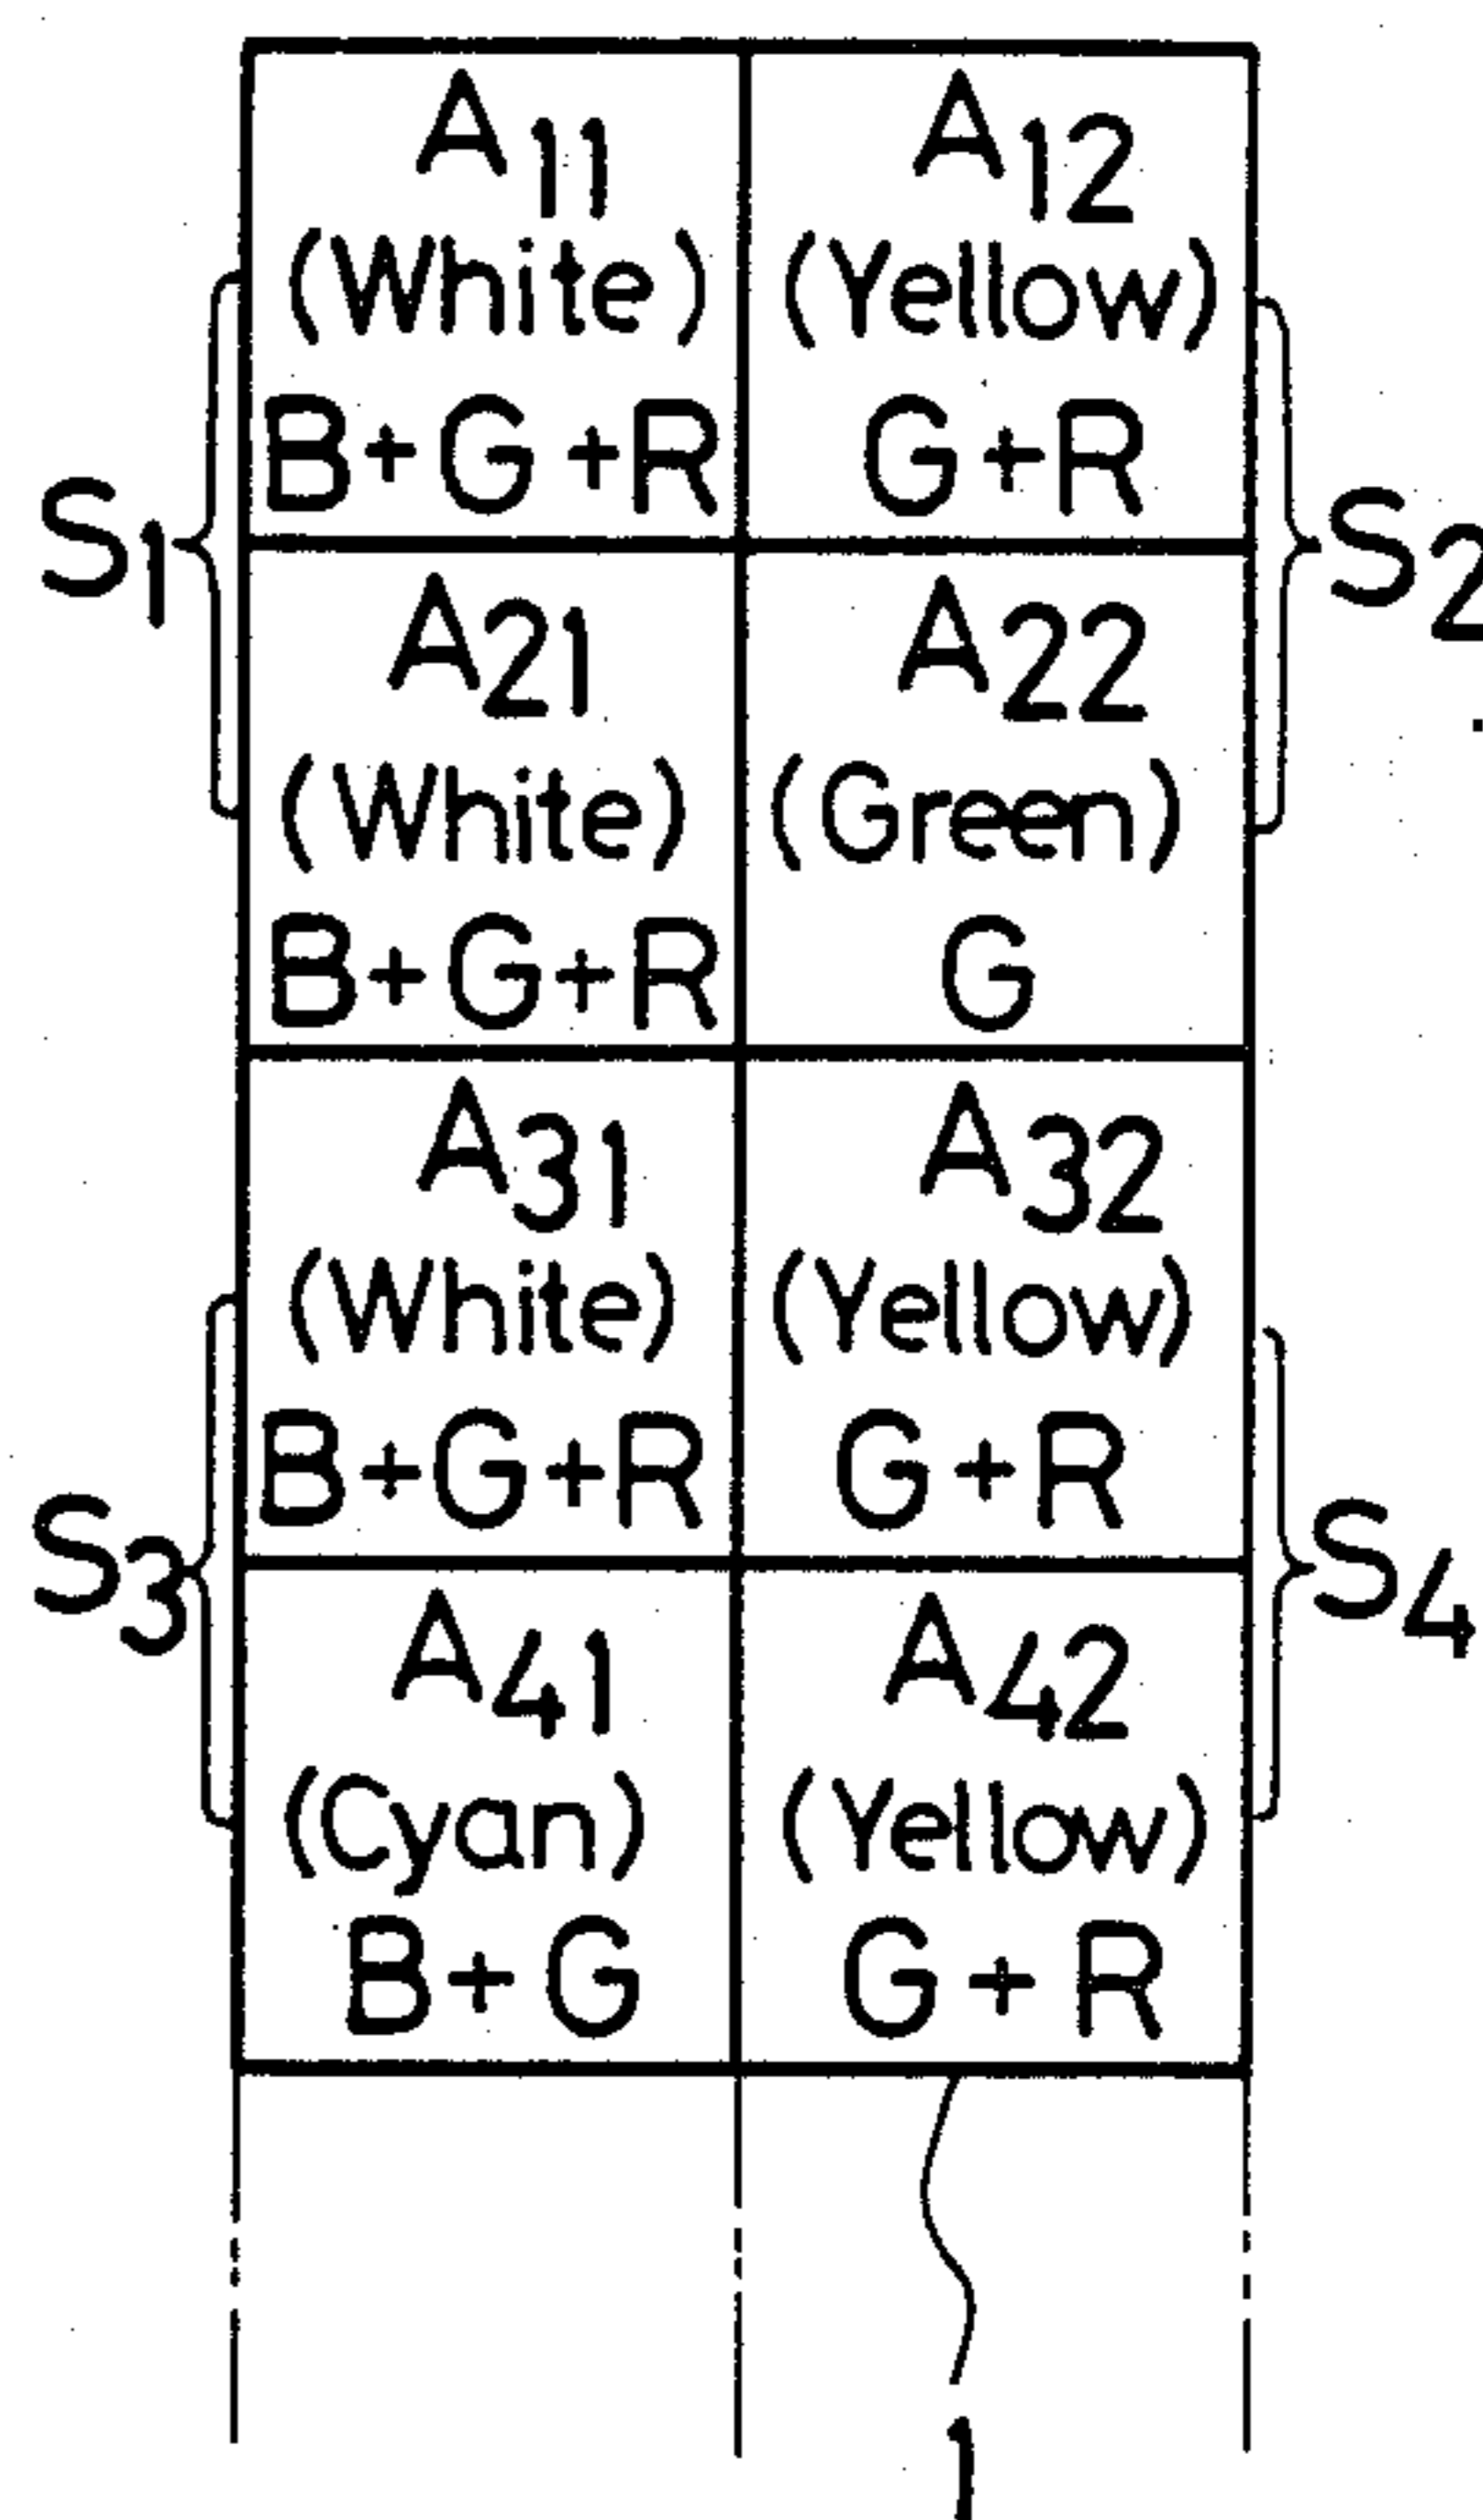 A11 A12
(White) (Yellow)
B+G+R G+R
S1 S2
A21 A22
(White) (Green)
B+G+R G
A31 A32
(White) (Yellow)
B+G+R G+R
S3 S4
A41 A42
(Cyan) (Yellow)
B+G G+R
1